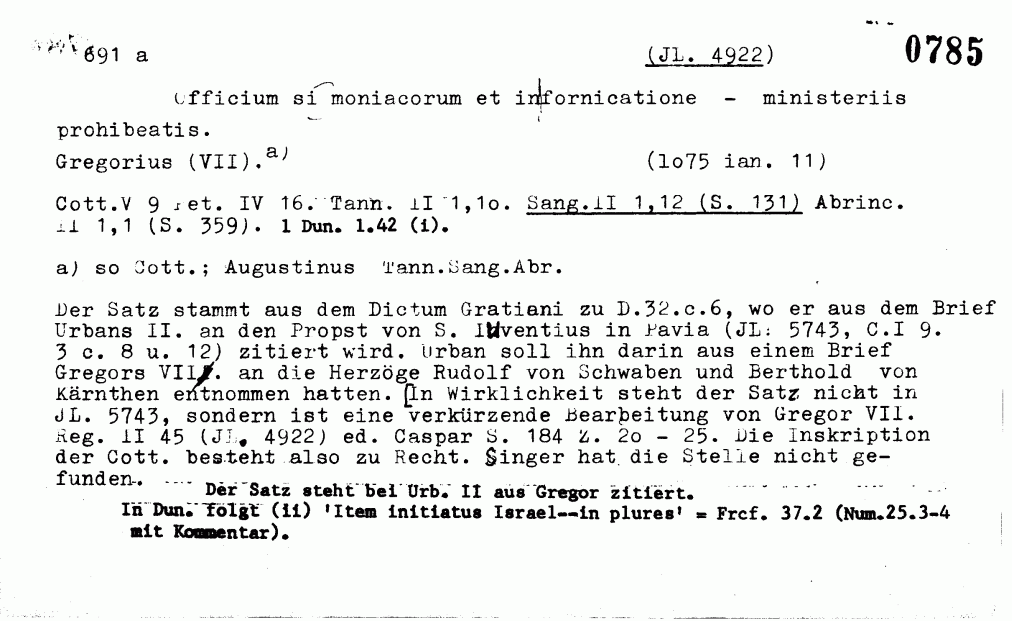 691 a (JL. 4922) 0785
Officium si moniacorum et in fornicatione - ministeriis
prohibeatis.
Gregorius (VII).a) (lo75 ian. 11)
Cott.V 9 et. IV 16. Tann. II 1,1o. Sang.II 1,12 (S. 131) Abrinc.
II 1,1 (S. 359). 1 Dun. 1.42 (i).
a) so Cott.; Augustinus Tann.Sang.Abr.
Der Satz stammt aus dem Dictum Gratiani zu D.32.c.6, wo er aus dem Brief
Urbans II. an den Propst von S. Iuventius in Pavia (JL. 5743, C.I 9.
3 c. 8 u. 12) zitiert wird. Urban soll ihn darin aus einem Brief
Gregors VII. an die Herzöge Rudolf von Schwaben und Berthold von
Kärnthen entnommen hatten. [In Wirklichkeit steht der Satz nicht in
JL. 5743, sondern ist eine verkürzende Bearbeitung von Gregor VII.
Reg. II 45 (JL. 4922) ed. Caspar S. 184 Z. 2o - 25. Die Inskription
der Cott. besteht also zu Recht. Singer hat die Stelle nicht ge-
funden.
Der Satz steht bei Urb. II aus Gregor zitiert.
In Dun. folgt (ii) 'Item initiatus Israel--in plures' = Frcf. 37.2 (Num.25.3-4
mit Kommentar).